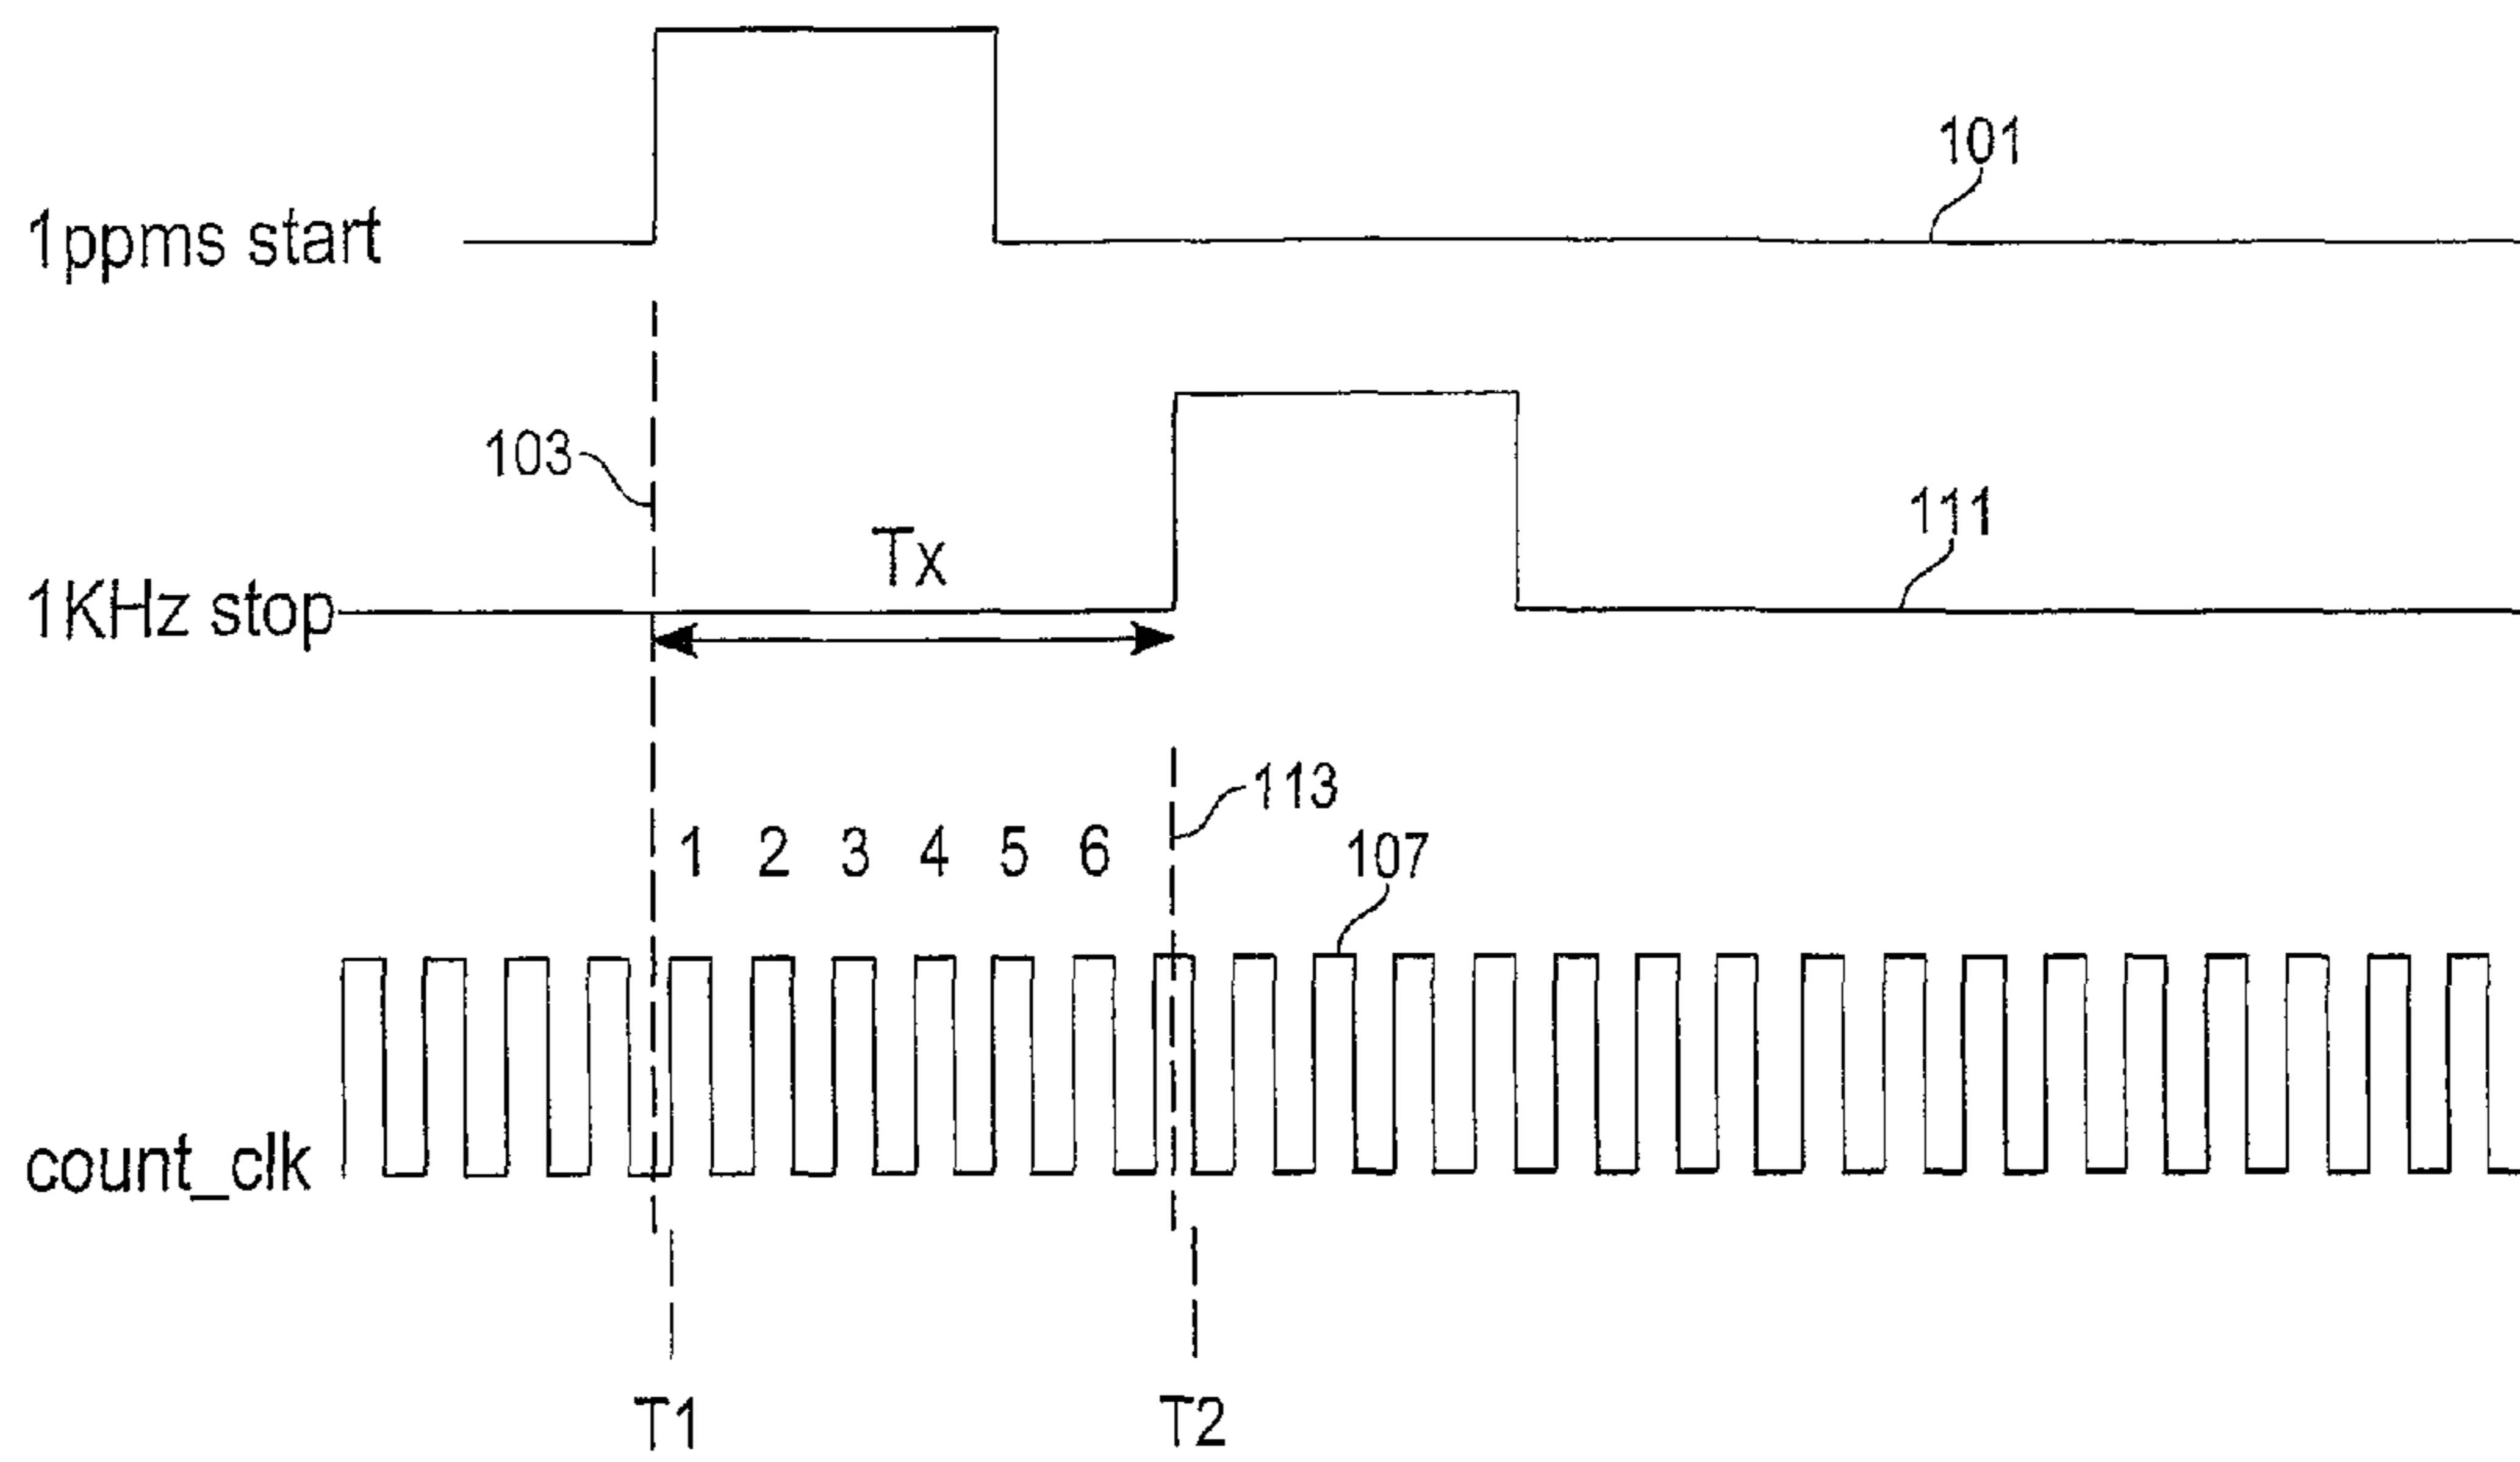 101
1ppms start
103
111
Tx
1KHz stop
113
1 2 3 4 5 6
107
count_clk
T1 T2